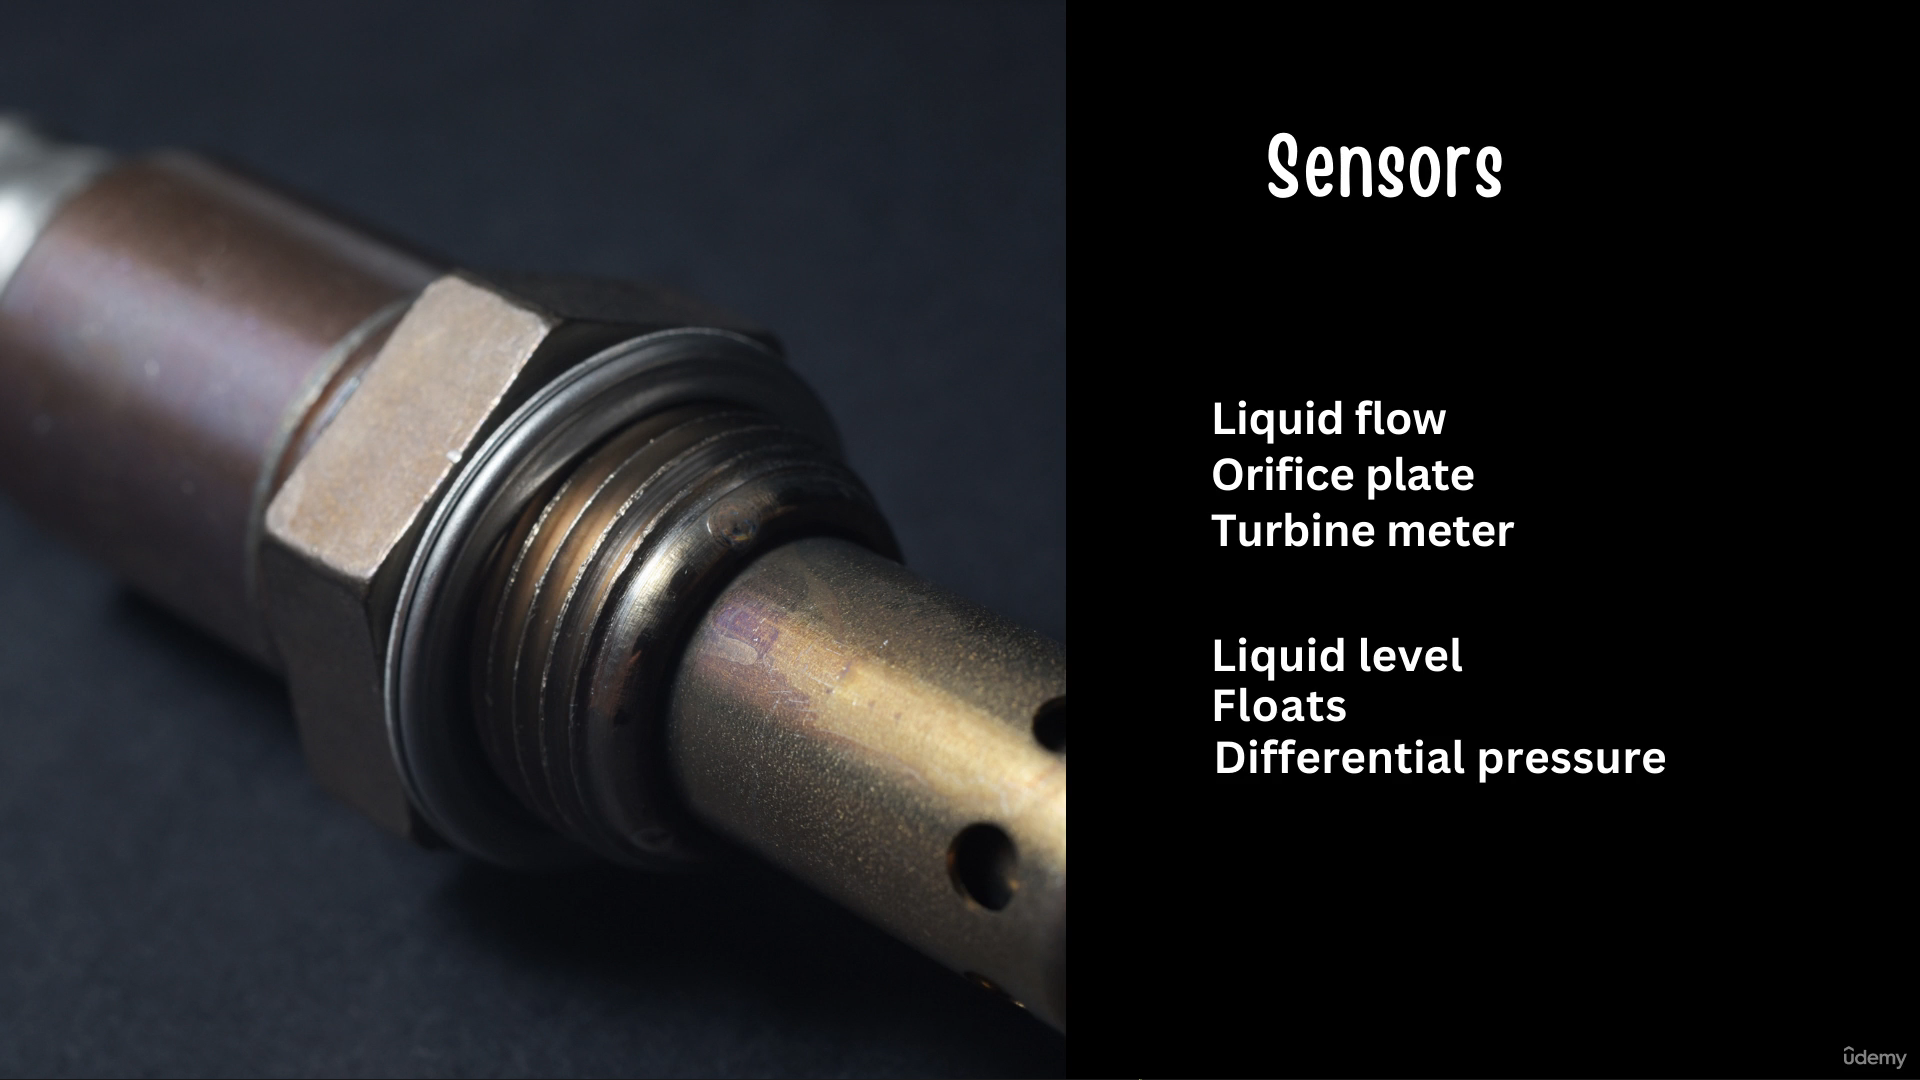 Sensors
Liquid flow
Orifice plate
Turbine meter
Liquid level
Floats
Differential pressure
ûdemy